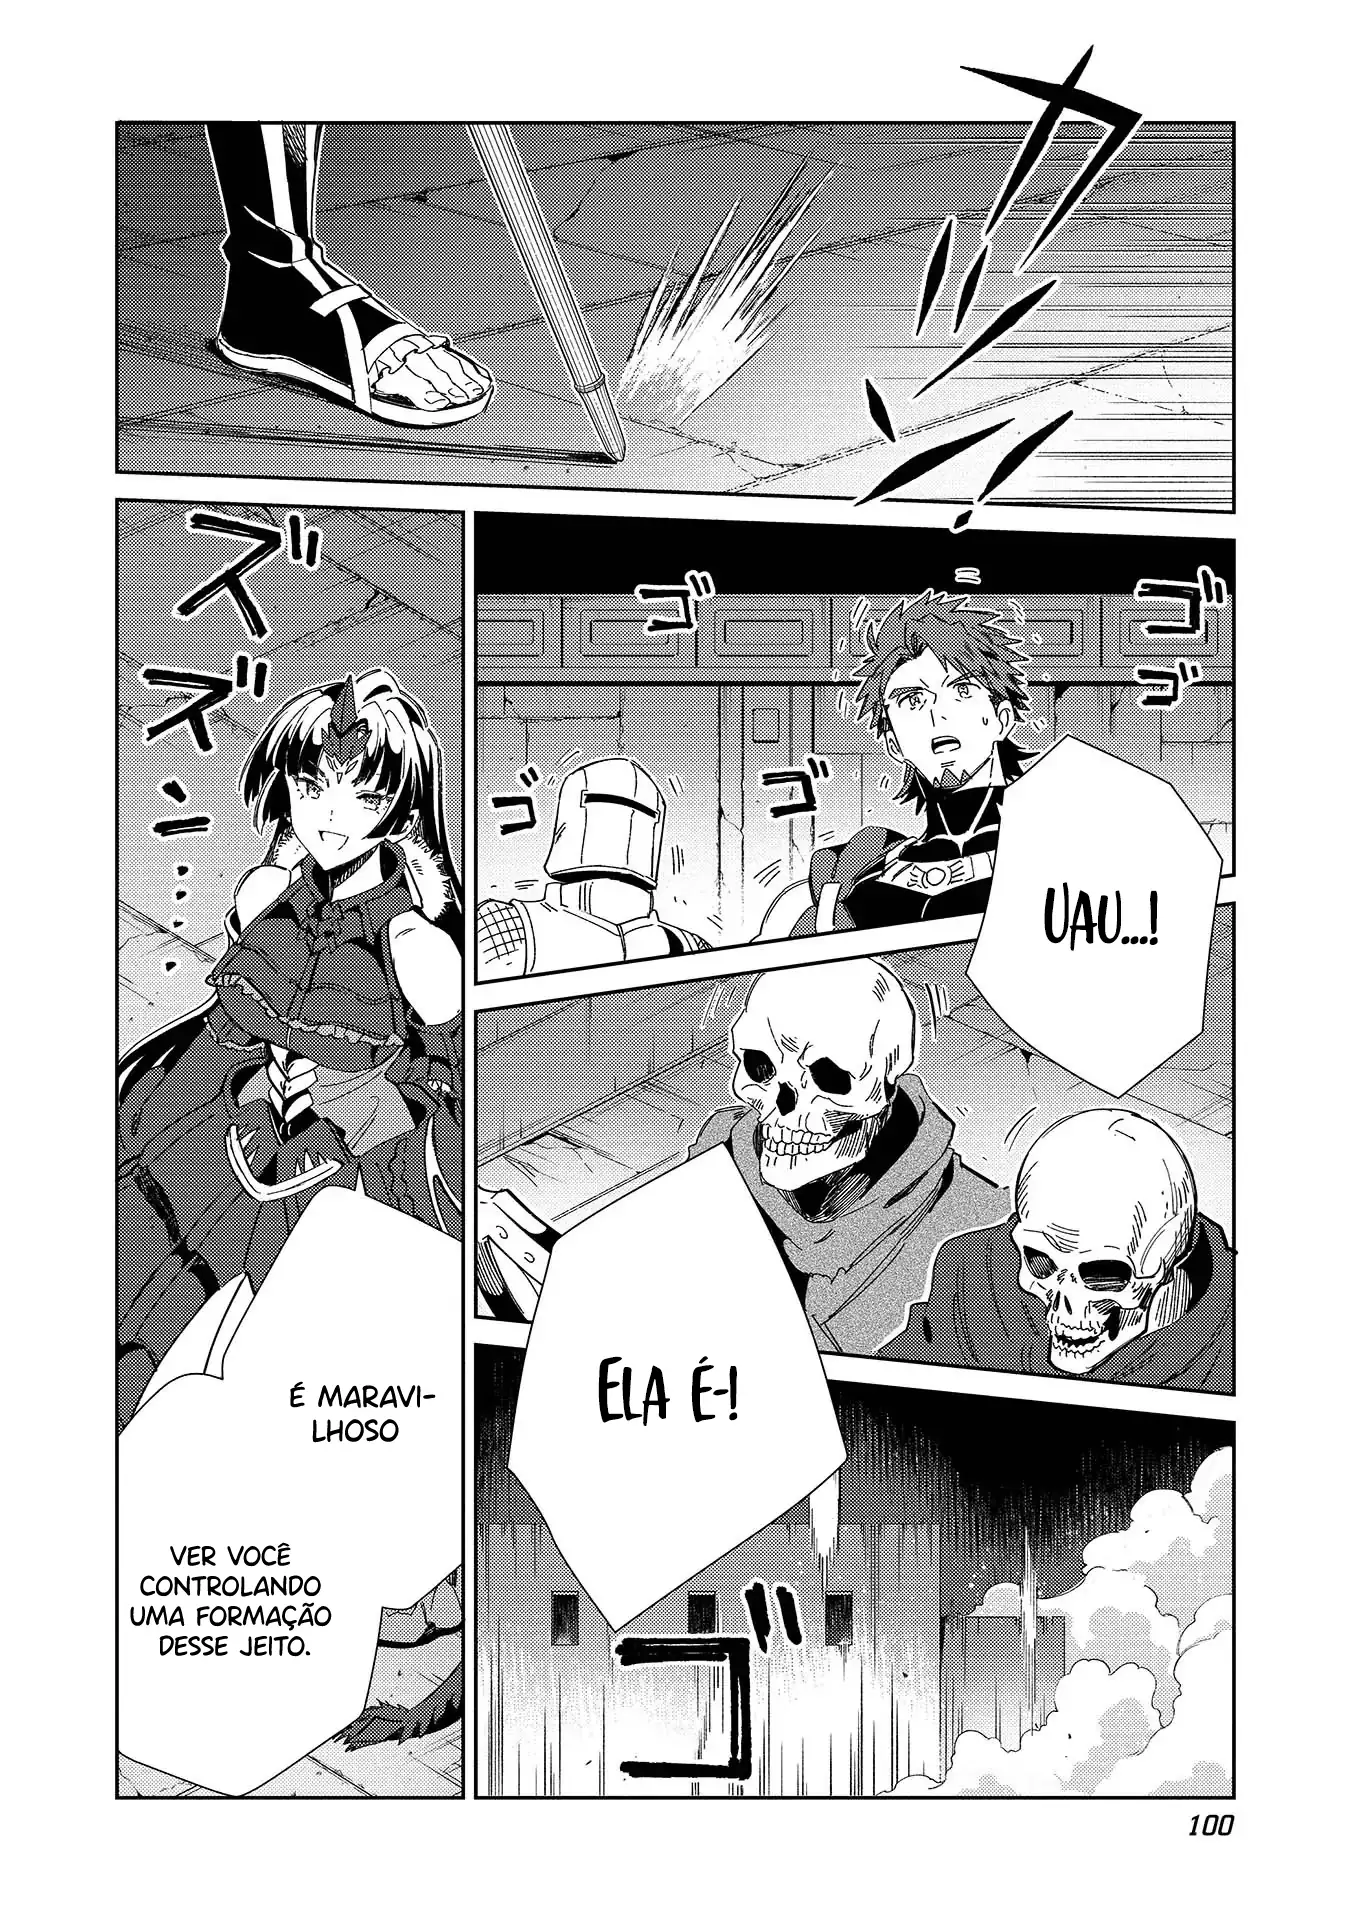 カッ
ゴゴ
ゴゴ
UAU...!
ELA É-!
ゴ
ズズン...
É MARAVI-
LHOSO
VER VOCÊ
CONTROLANDO
UMA FORMAÇÃO
DESSE JEITO.
100